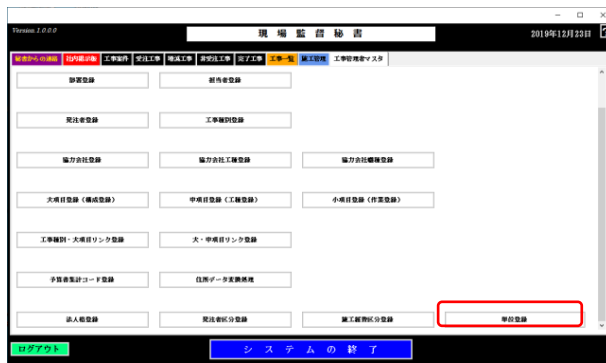 Version 1.0.0.0
現場監督秘書
2019年12月23日
?
秘書からの連絡 社内掲示版 工事案件 受注工事 増減工事 非受注工事 完了工事 工事一覧 施工管理 工事管理者マスタ
部署登録 担当者登録
発注者登録 工事種別登録
協力会社登録 協力会社工種登録 協力会社職種登録
大項目登録（構成登録） 中項目登録（工種登録） 小項目登録（作業登録）
工事種別・大項目リンク登録 大・中項目リンク登録
予算書集計コード登録 住所データ変換処理
法人格登録 発注者区分登録 施工経費区分登録 単位登録
ログアウト システムの終了